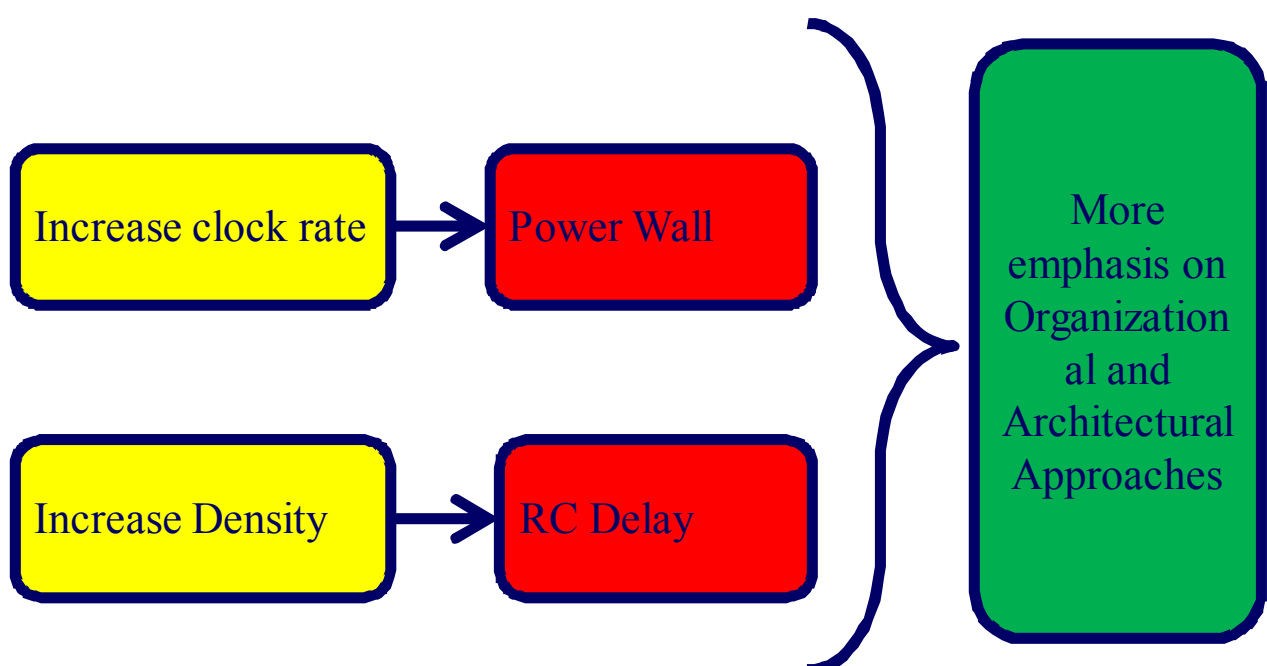 Increase clock rate
Power Wall
Increase Density
RC Delay
More
emphasis on
Organization
al and
Architectural
Approaches